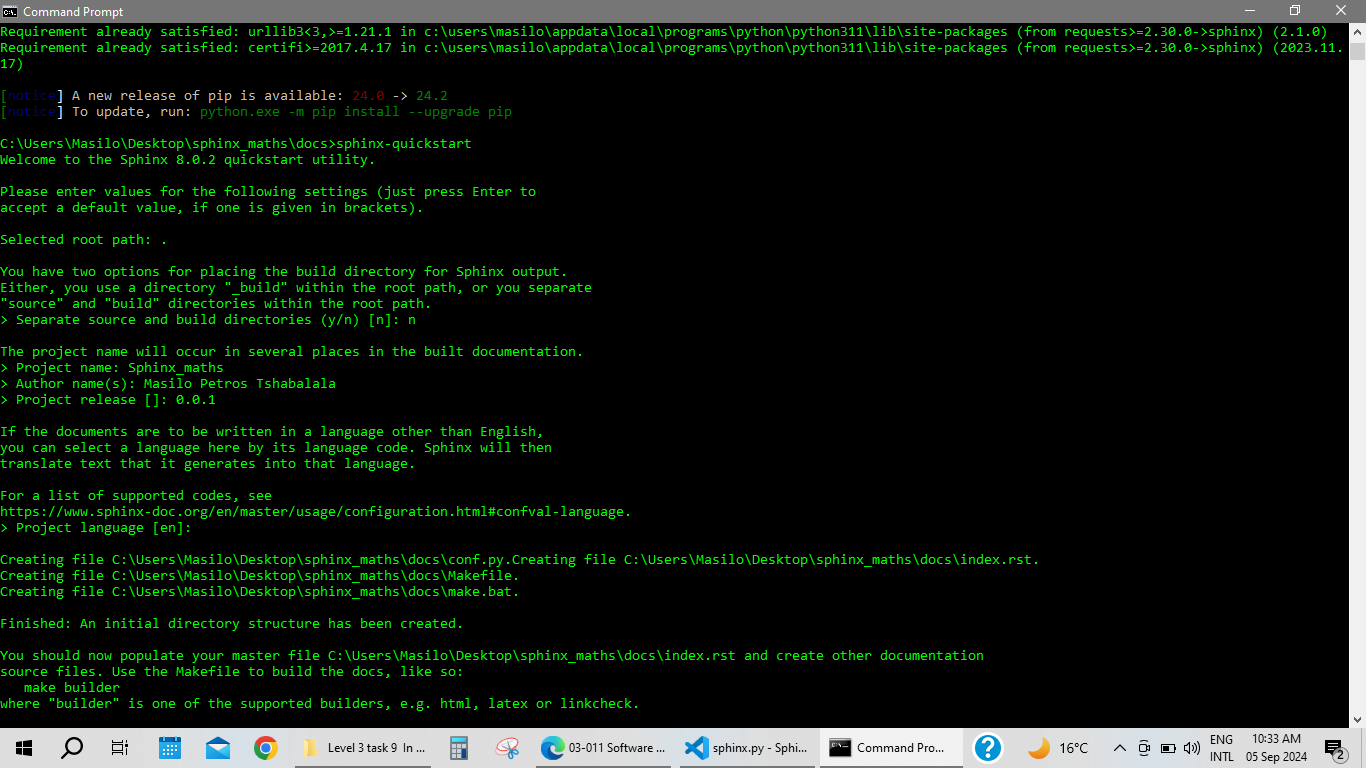 Command Prompt
Requirement already satisfied: urllib3<3,>=1.21.1 in c:\users\masilo\appdata\local\programs\python\python311\lib\site-packages (from requests>=2.30.0->sphinx) (2.1.0)
Requirement already satisfied: certifi>=2017.4.17 in c:\users\masilo\appdata\local\programs\python\python311\lib\site-packages (from requests>=2.30.0->sphinx) (2023.11.
17)
[notice] A new release of pip is available: 24.0 -> 24.2
[notice] To update, run: python.exe -m pip install --upgrade pip
C:\Users\Masilo\Desktop\sphinx_maths\docs>sphinx-quickstart
Welcome to the Sphinx 8.0.2 quickstart utility.
Please enter values for the following settings (just press Enter to
accept a default value, if one is given in brackets).
Selected root path: .
You have two options for placing the build directory for Sphinx output.
Either, you use a directory "_build" within the root path, or you separate
"source" and "build" directories within the root path.
> Separate source and build directories (y/n) [n]: n
The project name will occur in several places in the built documentation.
> Project name: Sphinx_maths
> Author name(s): Masilo Petros Tshabalala
> Project release []: 0.0.1
If the documents are to be written in a language other than English,
you can select a language here by its language code. Sphinx will then
translate text that it generates into that language.
For a list of supported codes, see
https://www.sphinx-doc.org/en/master/usage/configuration.html#confval-language.
> Project language [en]:
Creating file C:\Users\Masilo\Desktop\sphinx_maths\docs\conf.py.Creating file C:\Users\Masilo\Desktop\sphinx_maths\docs\index.rst.
Creating file C:\Users\Masilo\Desktop\sphinx_maths\docs\Makefile.
Creating file C:\Users\Masilo\Desktop\sphinx_maths\docs\make.bat.
Finished: An initial directory structure has been created.
You should now populate your master file C:\Users\Masilo\Desktop\sphinx_maths\docs\index.rst and create other documentation
source files. Use the Makefile to build the docs, like so:
make builder
where "builder" is one of the supported builders, e.g. html, latex or linkcheck.
Level 3 task 9 In ...
03-011 Software ...
sphinx.py - Sphi...
Command Pro...
16°C
ENG
INTL
10:33 AM
05 Sep 2024
2